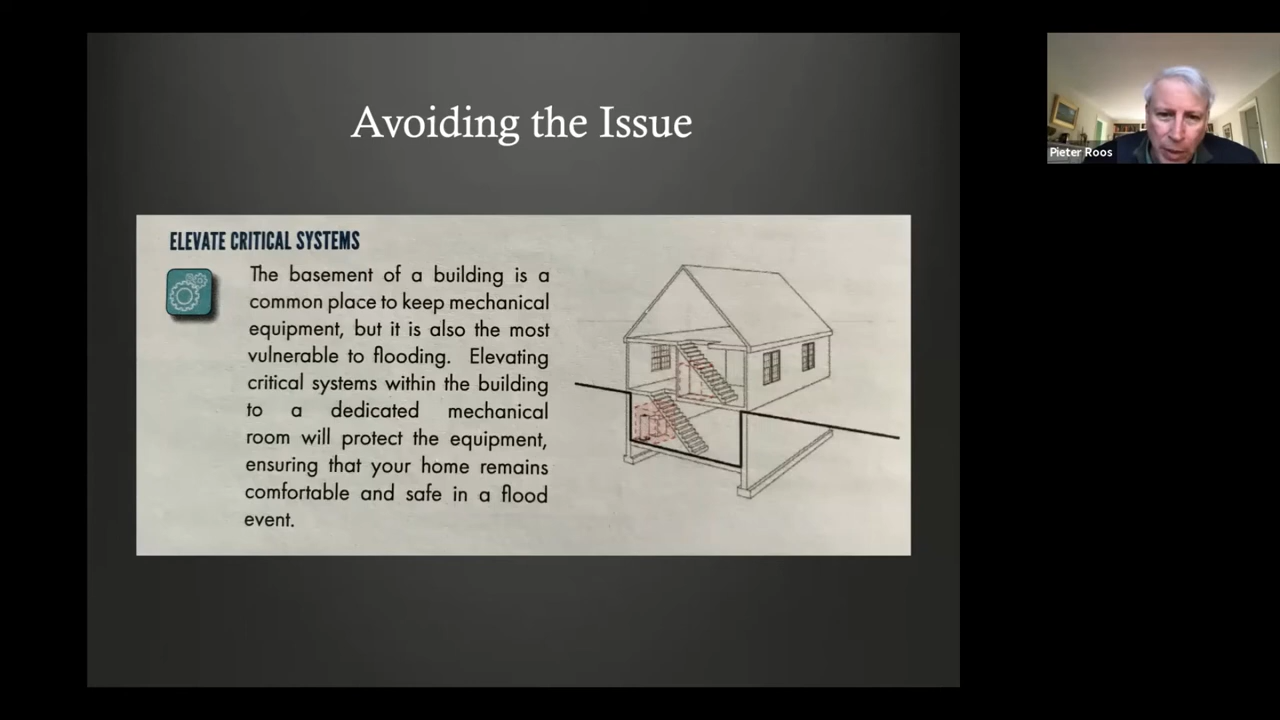 Avoiding the Issue
Pieter Roos
ELEVATE CRITICAL SYSTEMS
The basement of a building is a
common place to keep mechanical
equipment, but it is also the most
vulnerable to flooding. Elevating
critical systems within the building
to a dedicated mechanical
room will protect the equipment,
ensuring that your home remains
comfortable and safe in a flood
event.